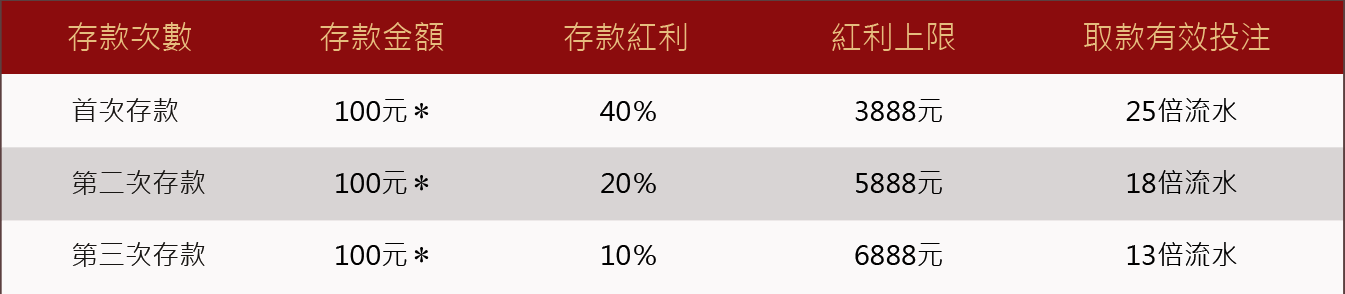 存款次數 存款金額 存款紅利 紅利上限 取款有效投注
首次存款 100元* 40% 3888元 25倍流水
第二次存款 100元* 20% 5888元 18倍流水
第三次存款 100元* 10% 6888元 13倍流水